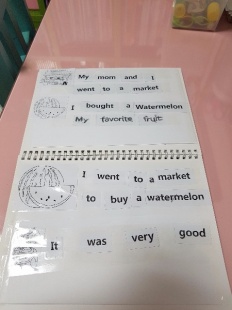 My mom and I
went to a market
I bought a Watermelon
My favorite fruit
I went to a market
to buy a watermelon
It was very good